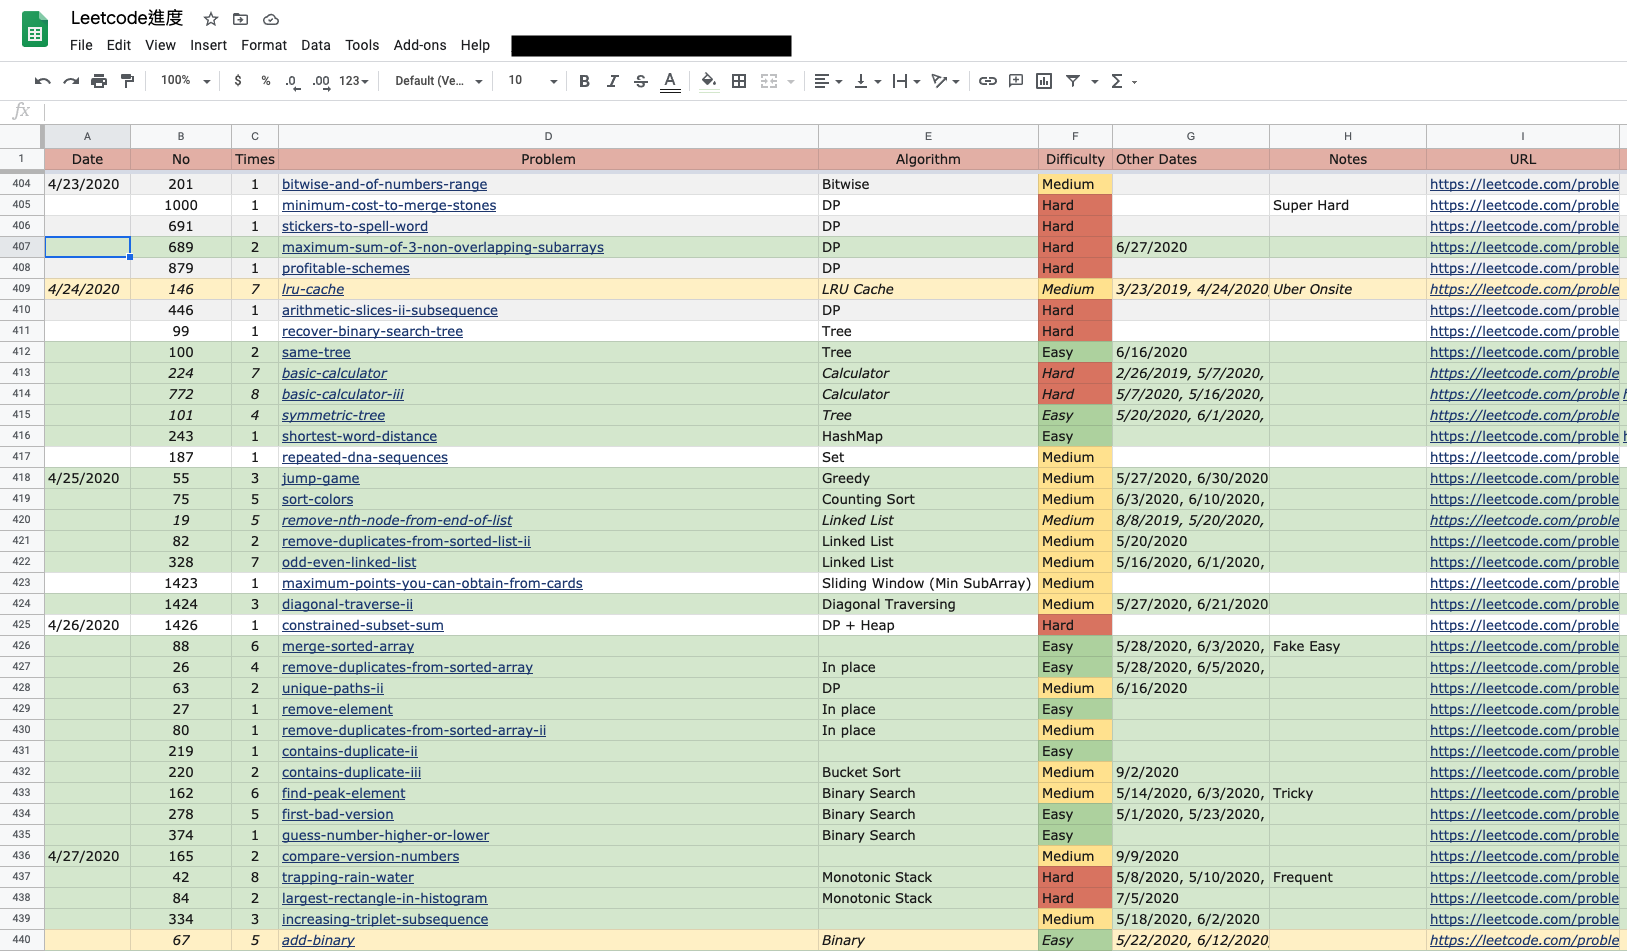 Leetcode進度
File Edit View Insert Format Data Tools Add-ons Help
100% $ % .0 .00 123 Default (Ve... 10 B I S A Σ
fx
A B C D E F G H I
1 Date No Times Problem Algorithm Difficulty Other Dates Notes URL
404 4/23/2020 201 1 bitwise-and-of-numbers-range Bitwise Medium https://leetcode.com/proble
405 1000 1 minimum-cost-to-merge-stones DP Hard Super Hard https://leetcode.com/proble
406 691 1 stickers-to-spell-word DP Hard https://leetcode.com/proble
407 689 2 maximum-sum-of-3-non-overlapping-subarrays DP Hard 6/27/2020 https://leetcode.com/proble
408 879 1 profitable-schemes DP Hard https://leetcode.com/proble
409 4/24/2020 146 7 lru-cache LRU Cache Medium 3/23/2019, 4/24/2020, Uber Onsite https://leetcode.com/proble
410 446 1 arithmetic-slices-ii-subsequence DP Hard https://leetcode.com/proble
411 99 1 recover-binary-search-tree Tree Hard https://leetcode.com/proble
412 100 2 same-tree Tree Easy 6/16/2020 https://leetcode.com/proble
413 224 7 basic-calculator Calculator Hard 2/26/2019, 5/7/2020, https://leetcode.com/proble
414 772 8 basic-calculator-iii Calculator Hard 5/7/2020, 5/16/2020, https://leetcode.com/proble
415 101 4 symmetric-tree Tree Easy 5/20/2020, 6/1/2020, https://leetcode.com/proble
416 243 1 shortest-word-distance HashMap Easy https://leetcode.com/proble
417 187 1 repeated-dna-sequences Set Medium https://leetcode.com/proble
418 4/25/2020 55 3 jump-game Greedy Medium 5/27/2020, 6/30/2020 https://leetcode.com/proble
419 75 5 sort-colors Counting Sort Medium 6/3/2020, 6/10/2020, https://leetcode.com/proble
420 19 5 remove-nth-node-from-end-of-list Linked List Medium 8/8/2019, 5/20/2020, https://leetcode.com/proble
421 82 2 remove-duplicates-from-sorted-list-ii Linked List Medium 5/20/2020 https://leetcode.com/proble
422 328 7 odd-even-linked-list Linked List Medium 5/16/2020, 6/1/2020, https://leetcode.com/proble
423 1423 1 maximum-points-you-can-obtain-from-cards Sliding Window (Min SubArray) Medium https://leetcode.com/proble
424 1424 3 diagonal-traverse-ii Diagonal Traversing Medium 5/27/2020, 6/21/2020 https://leetcode.com/proble
425 4/26/2020 1426 1 constrained-subset-sum DP + Heap Hard https://leetcode.com/proble
426 88 6 merge-sorted-array Easy 5/28/2020, 6/3/2020, Fake Easy https://leetcode.com/proble
427 26 4 remove-duplicates-from-sorted-array In place Easy 5/28/2020, 6/5/2020, https://leetcode.com/proble
428 63 2 unique-paths-ii DP Medium 6/16/2020 https://leetcode.com/proble
429 27 1 remove-element In place Easy https://leetcode.com/proble
430 80 1 remove-duplicates-from-sorted-array-ii In place Medium https://leetcode.com/proble
431 219 1 contains-duplicate-ii Easy https://leetcode.com/proble
432 220 2 contains-duplicate-iii Bucket Sort Medium 9/2/2020 https://leetcode.com/proble
433 162 6 find-peak-element Binary Search Medium 5/14/2020, 6/3/2020, Tricky https://leetcode.com/proble
434 278 5 first-bad-version Binary Search Easy 5/1/2020, 5/23/2020, https://leetcode.com/proble
435 374 1 guess-number-higher-or-lower Binary Search Easy https://leetcode.com/proble
436 4/27/2020 165 2 compare-version-numbers Medium 9/9/2020 https://leetcode.com/proble
437 42 8 trapping-rain-water Monotonic Stack Hard 5/8/2020, 5/10/2020, Frequent https://leetcode.com/proble
438 84 2 largest-rectangle-in-histogram Monotonic Stack Hard 7/5/2020 https://leetcode.com/proble
439 334 3 increasing-triplet-subsequence Medium 5/18/2020, 6/2/2020 https://leetcode.com/proble
440 67 5 add-binary Binary Easy 5/22/2020, 6/12/2020, https://leetcode.com/proble